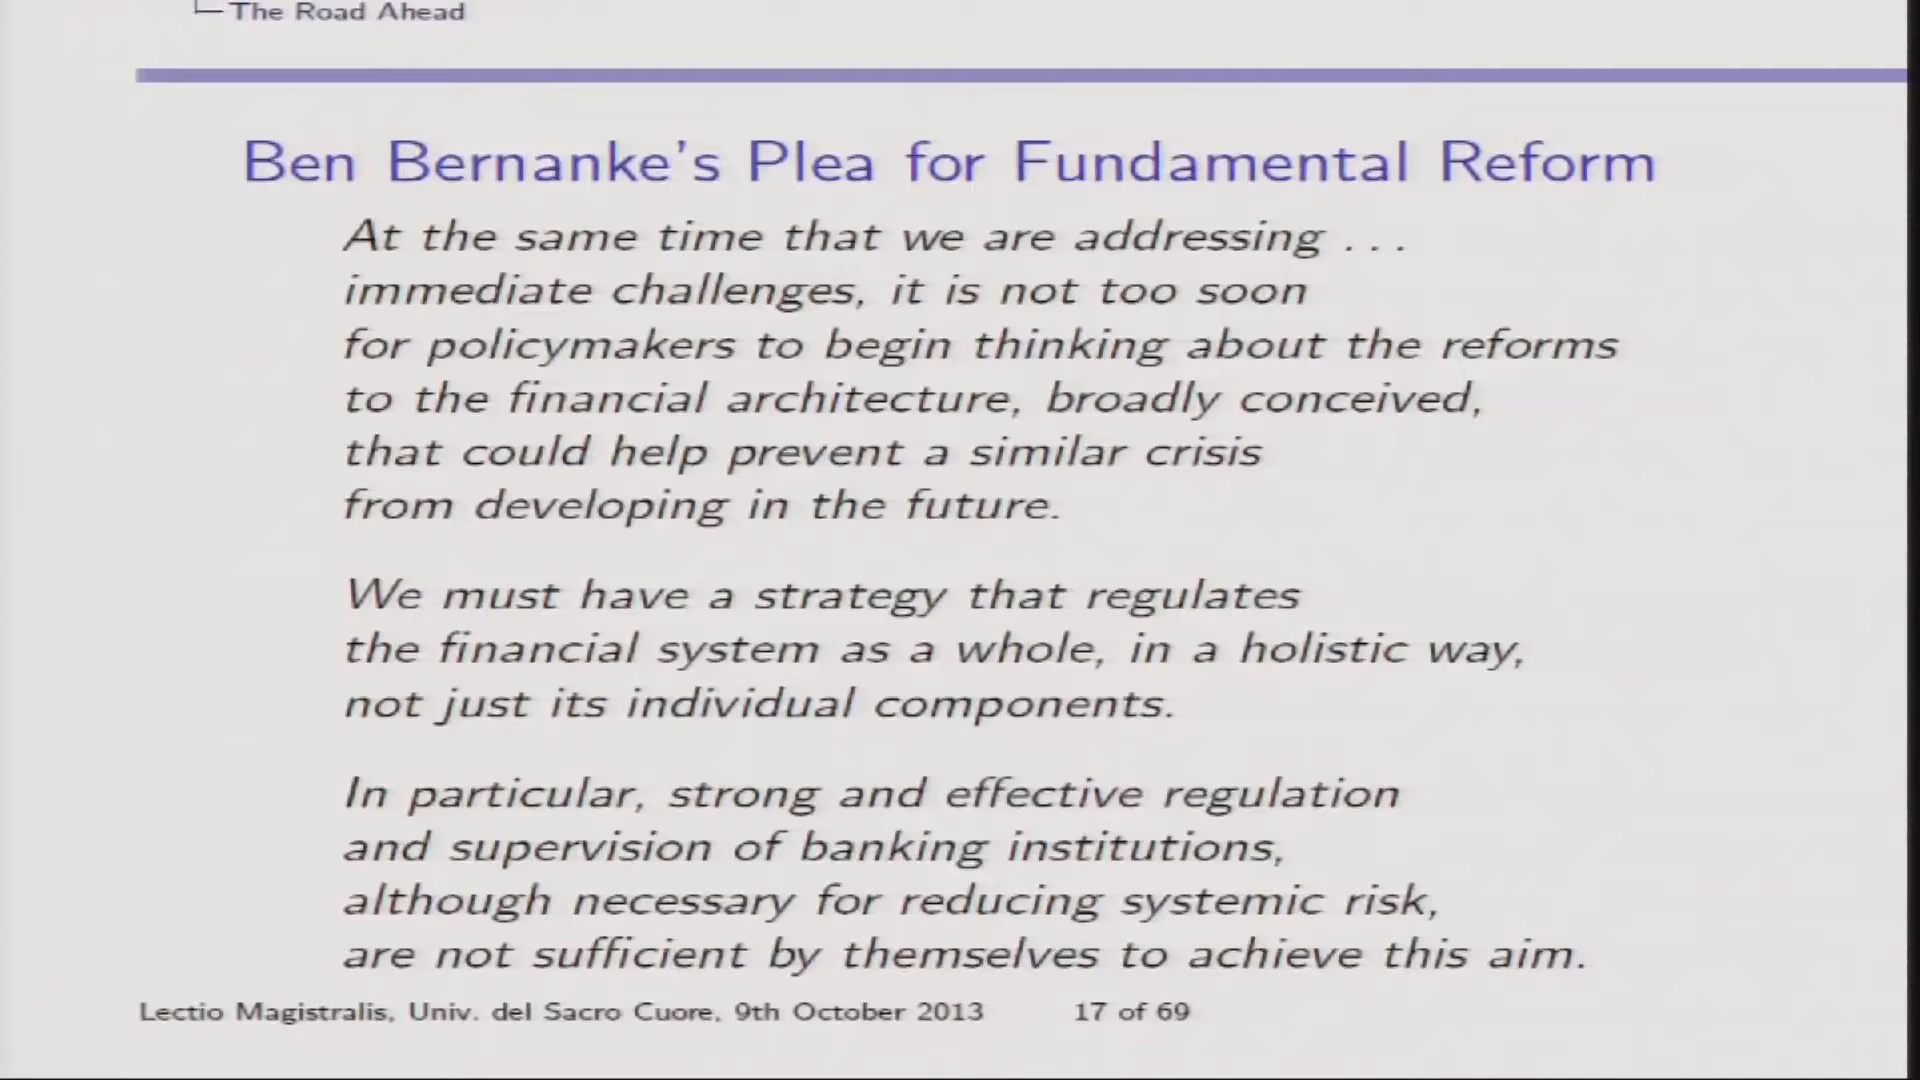 The Road Ahead
Ben Bernanke's Plea for Fundamental Reform
At the same time that we are addressing . . .
immediate challenges, it is not too soon
for policymakers to begin thinking about the reforms
to the financial architecture, broadly conceived,
that could help prevent a similar crisis
from developing in the future.
We must have a strategy that regulates
the financial system as a whole, in a holistic way,
not just its individual components.
In particular, strong and effective regulation
and supervision of banking institutions,
although necessary for reducing systemic risk,
are not sufficient by themselves to achieve this aim.
Lectio Magistralis, Univ. del Sacro Cuore, 9th October 2013 17 of 69